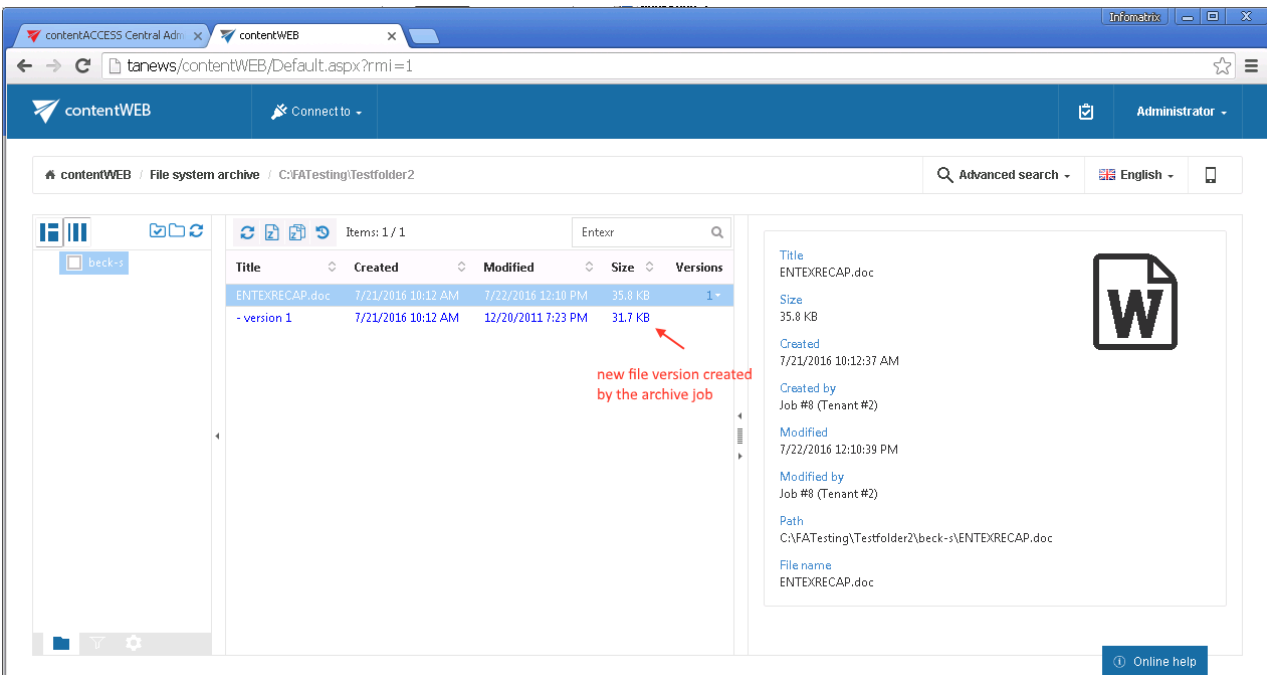 Infomatrix
contentACCESS Central Adm
contentWEB
tanews/contentWEB/Default.aspx?rmi=1
contentWEB
Connect to
Administrator
contentWEB / File system archive / C:\FATesting\Testfolder2
Advanced search
English
beck-s
Items: 1 / 1
Entexr
Title Created Modified Size Versions
ENTEXRECAP.doc 7/21/2016 10:12 AM 7/22/2016 12:10 PM 35.8 KB 1
- version 1 7/21/2016 10:12 AM 12/20/2011 7:23 PM 31.7 KB
new file version created
by the archive job
Title
ENTEXRECAP.doc
Size
35.8 KB
Created
7/21/2016 10:12:37 AM
Created by
Job #8 (Tenant #2)
Modified
7/22/2016 12:10:39 PM
Modified by
Job #8 (Tenant #2)
Path
C:\FATesting\Testfolder2\beck-s\ENTEXRECAP.doc
File name
ENTEXRECAP.doc
W
Online help